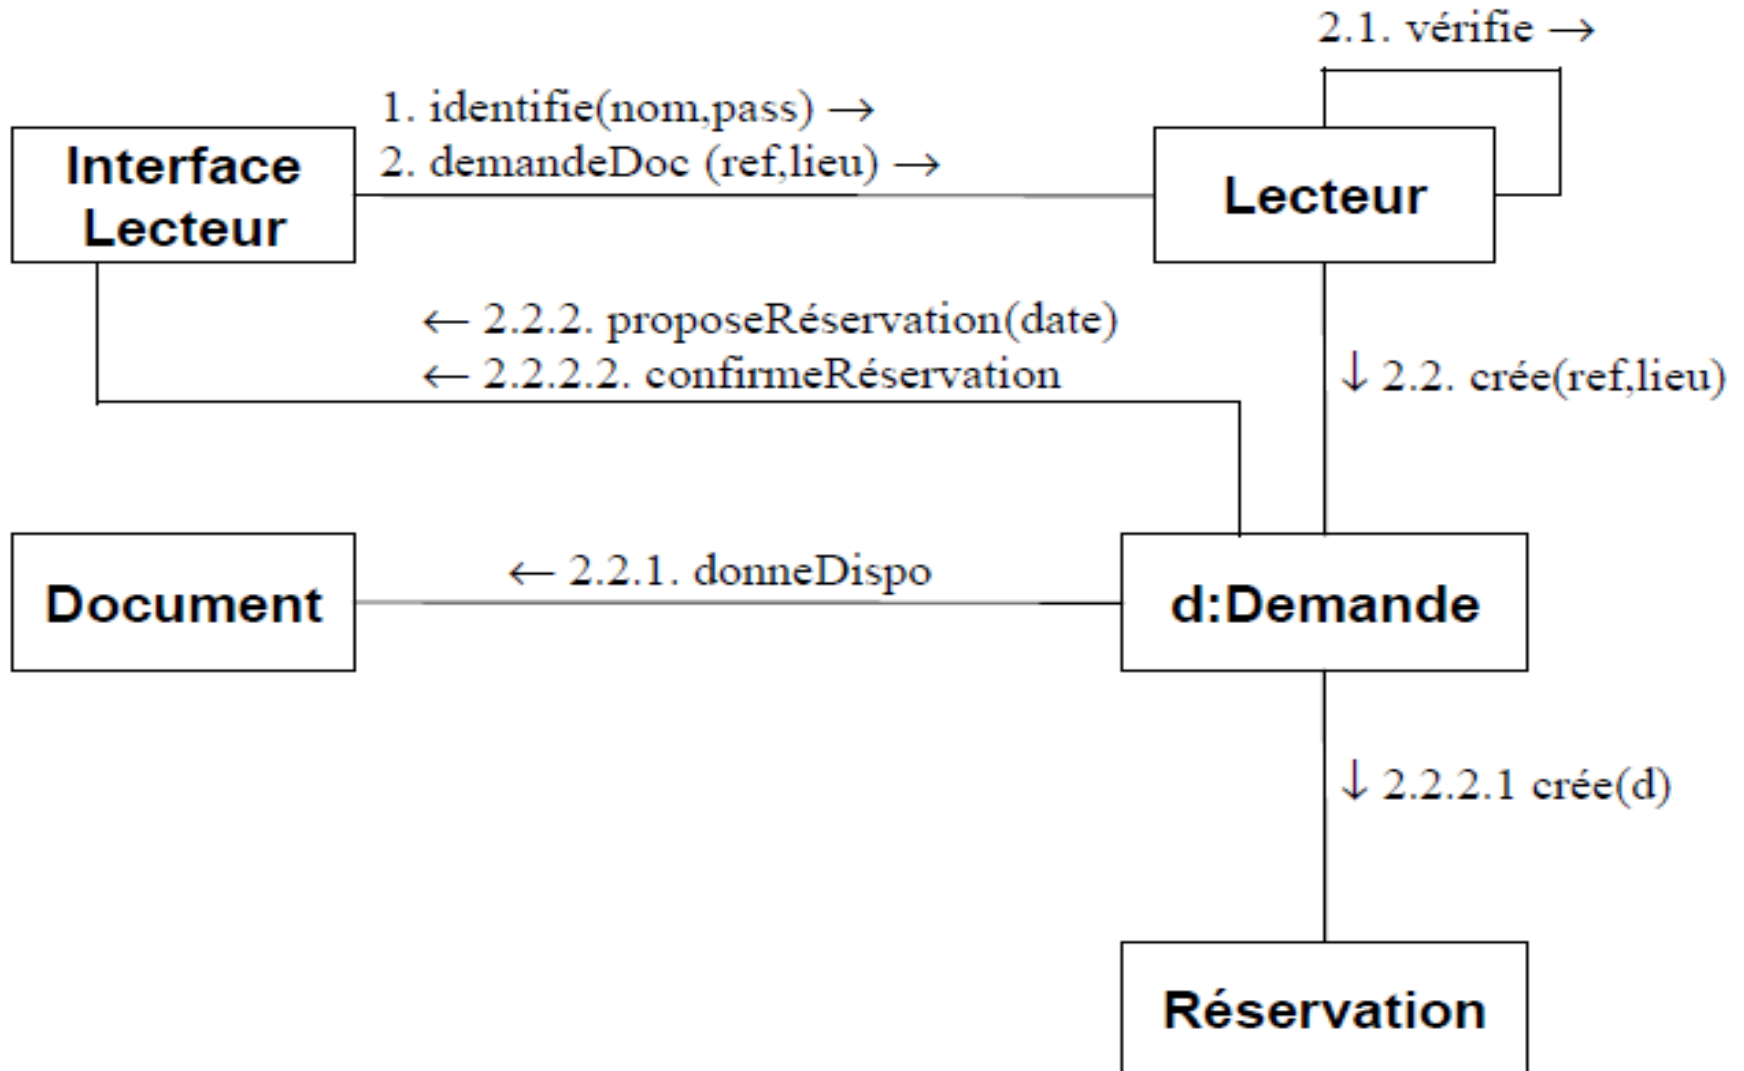 2.1. vérifie →
1. identifie(nom,pass) →
2. demandeDoc (ref,lieu) →
Interface
Lecteur
Lecteur
← 2.2.2. proposeRéservation(date)
← 2.2.2.2. confirmeRéservation
↓ 2.2. crée(ref,lieu)
← 2.2.1. donneDispo
Document
d:Demande
↓ 2.2.2.1 crée(d)
Réservation